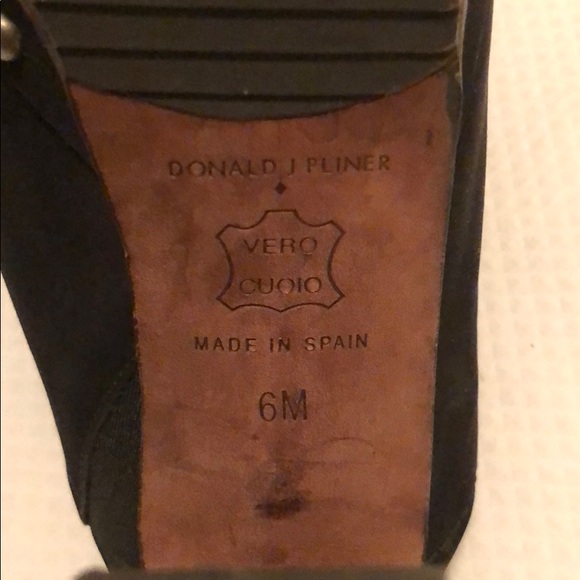 DONALD J PLINER
VERO
CUOIO
MADE IN SPAIN
6M